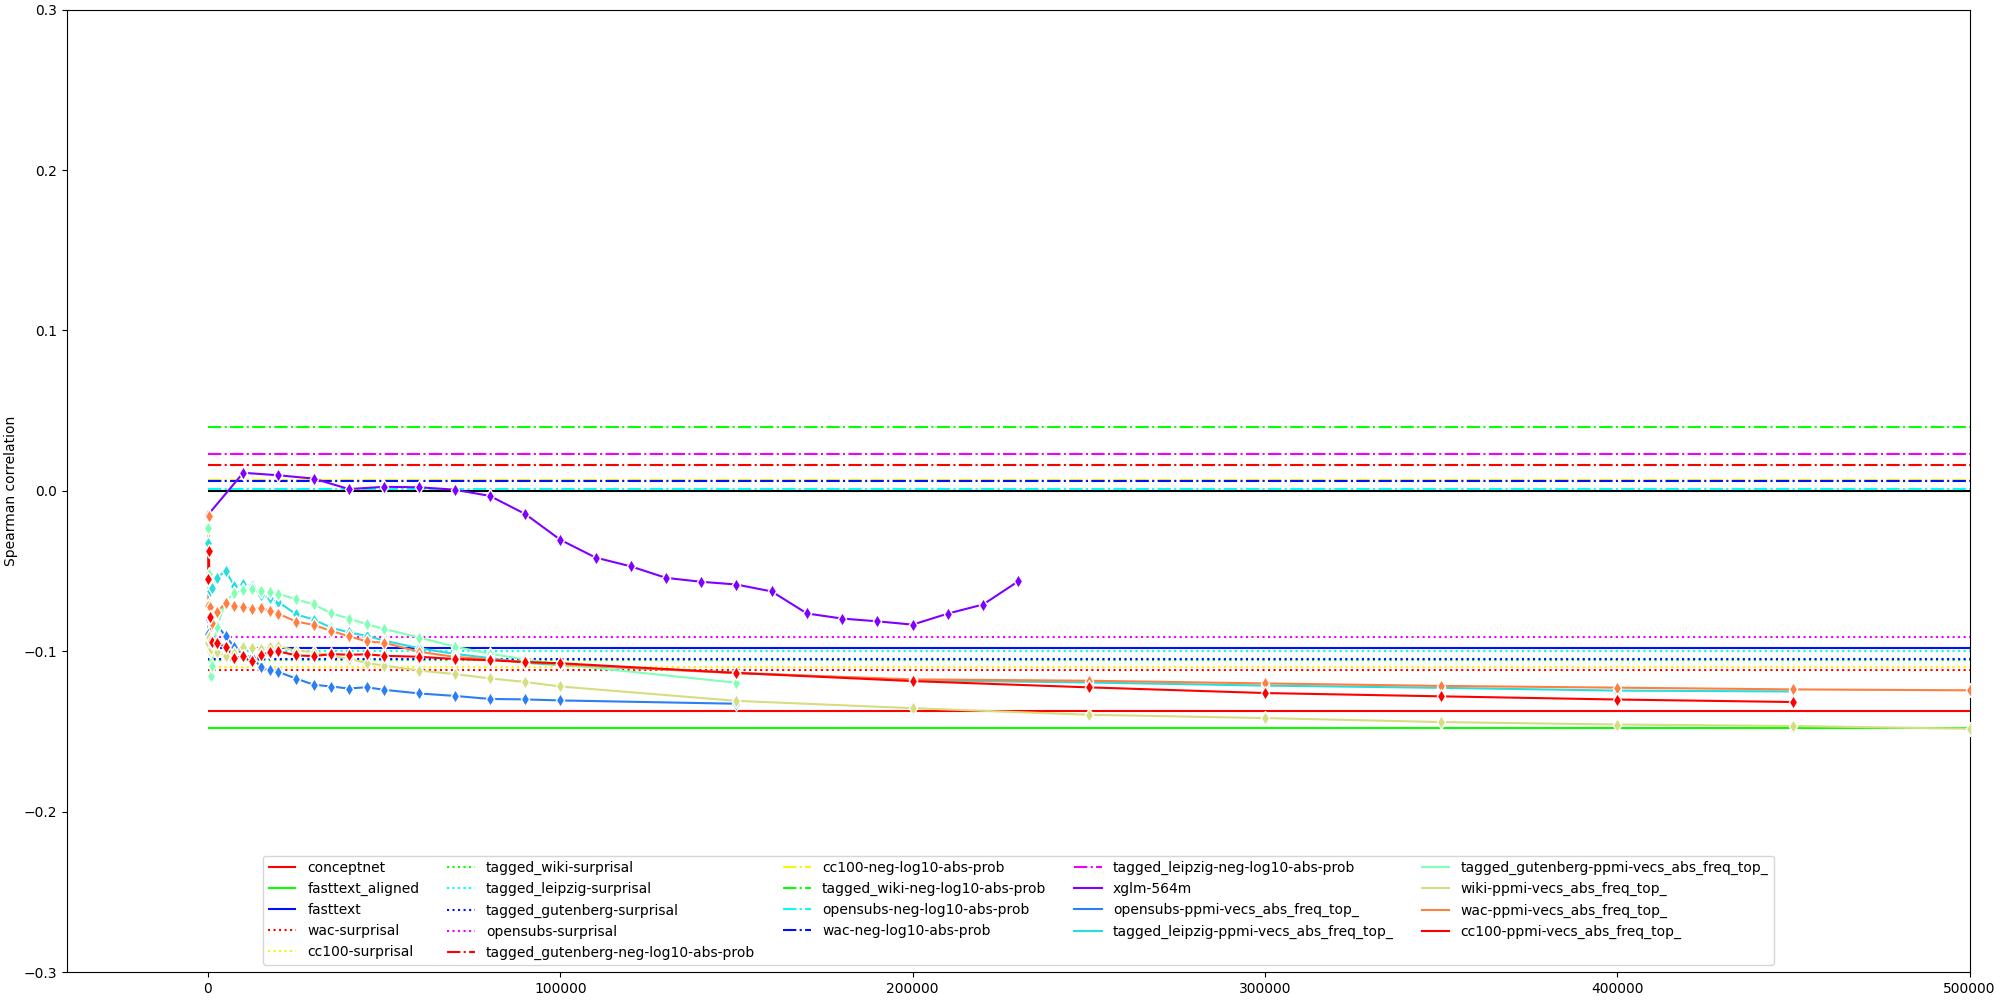 0.3
0.2
0.1
0.0
−0.1
−0.2
−0.3
Spearman correlation
conceptnet
fasttext_aligned
fasttext
wac-surprisal
cc100-surprisal
tagged_wiki-surprisal
tagged_leipzig-surprisal
tagged_gutenberg-surprisal
opensubs-surprisal
tagged_gutenberg-neg-log10-abs-prob
cc100-neg-log10-abs-prob
tagged_wiki-neg-log10-abs-prob
opensubs-neg-log10-abs-prob
wac-neg-log10-abs-prob
tagged_leipzig-neg-log10-abs-prob
xglm-564m
opensubs-ppmi-vecs_abs_freq_top_
tagged_leipzig-ppmi-vecs_abs_freq_top_
tagged_gutenberg-ppmi-vecs_abs_freq_top_
wiki-ppmi-vecs_abs_freq_top_
wac-ppmi-vecs_abs_freq_top_
cc100-ppmi-vecs_abs_freq_top_
0 100000 200000 300000 400000 500000